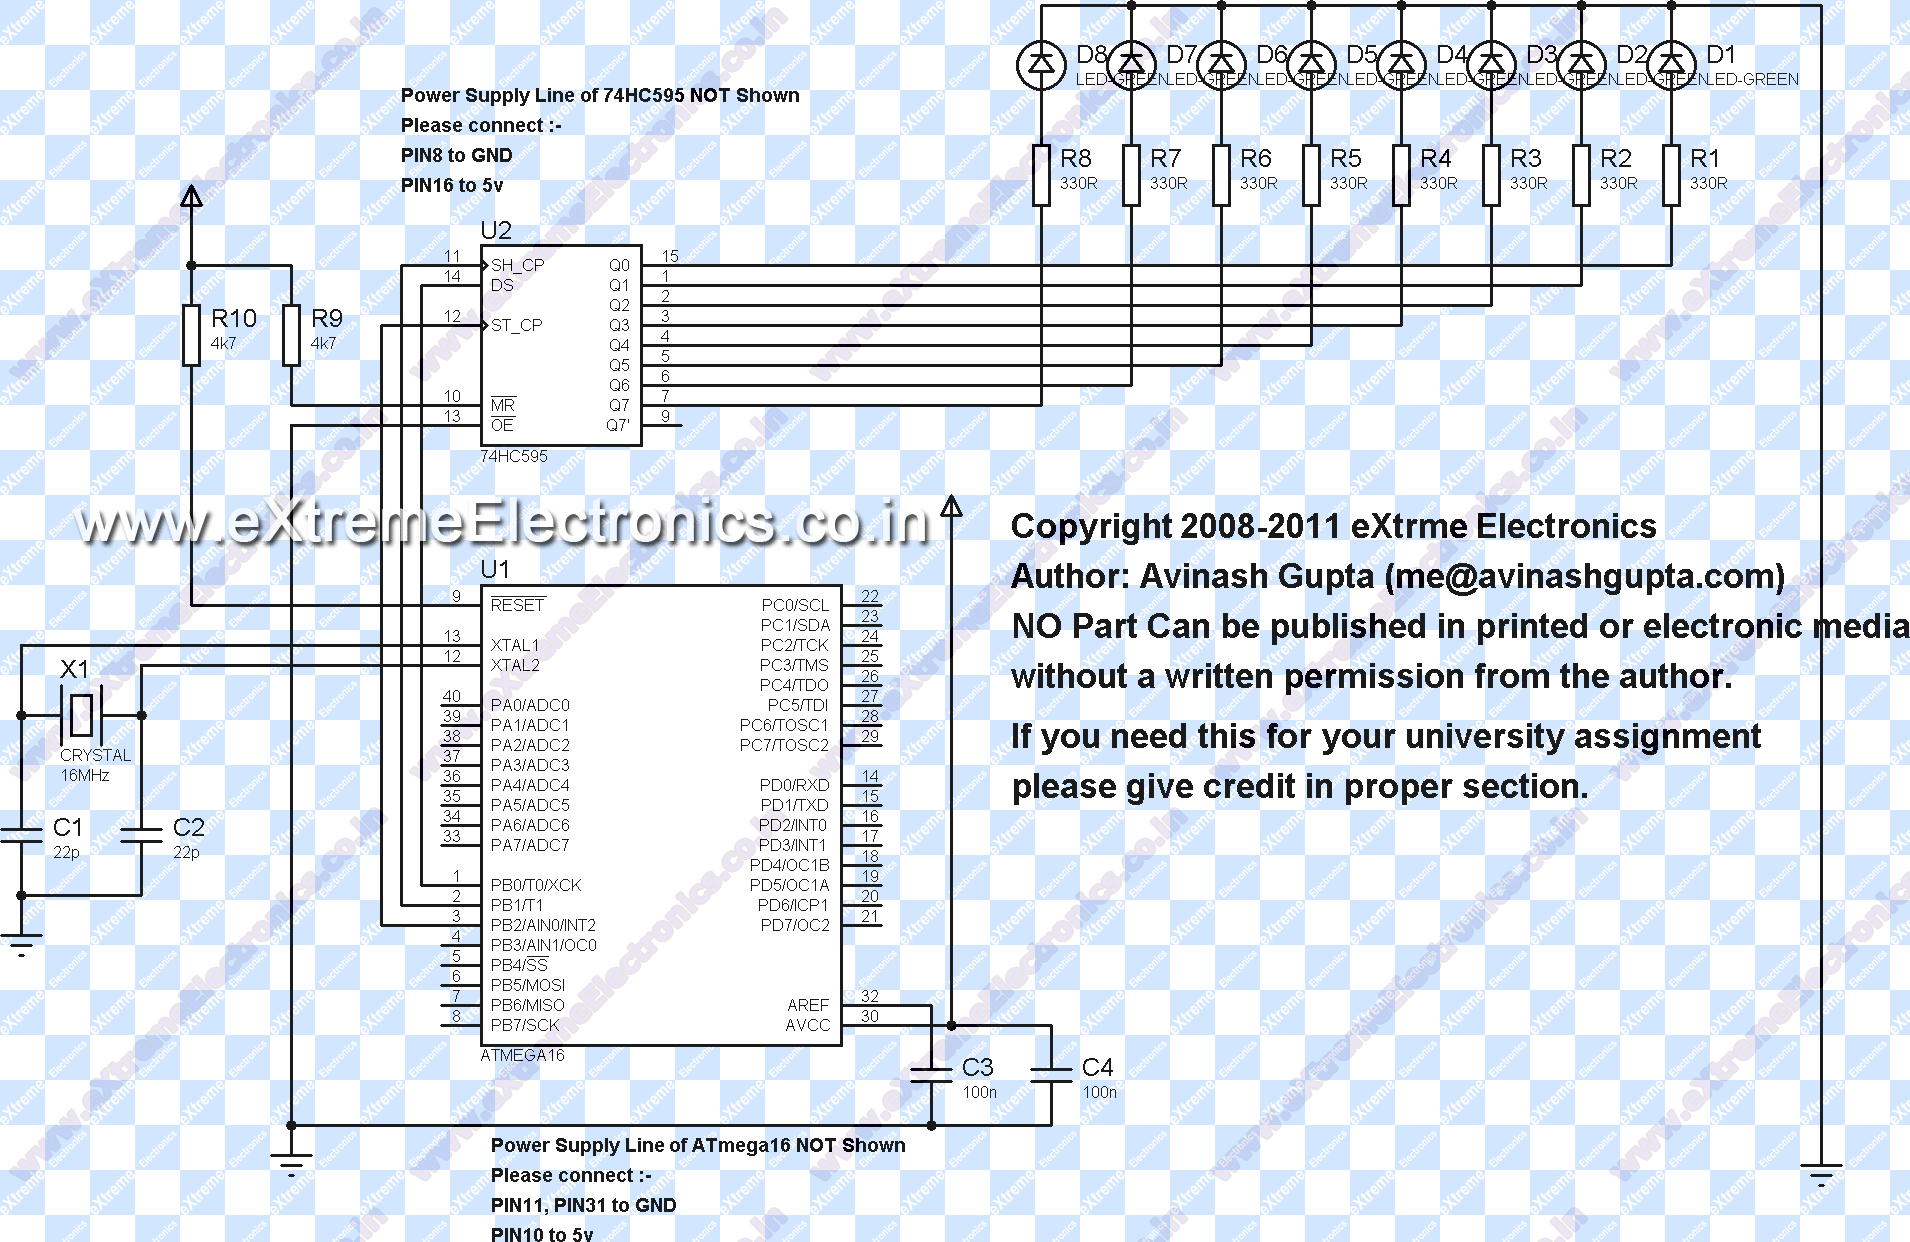 D8
D7
D6
D5
D4
D3
D2
D1
LED-GREEN
LED-GREEN
LED-GREEN
LED-GREEN
LED-GREEN
LED-GREEN
LED-GREEN
LED-GREEN
Power Supply Line of 74HC595 NOT Shown
Please connect :-
PIN8 to GND
PIN16 to 5v
R8
330R
R7
330R
R6
330R
R5
330R
R4
330R
R3
330R
R2
330R
R1
330R
U2
11 SH_CP
14 DS
12 ST_CP
10 MR
13 OE
Q0 15
Q1 1
Q2 2
Q3 3
Q4 4
Q5 5
Q6 6
Q7 7
Q7' 9
74HC595
R10
4k7
R9
4k7
www.eXtremeElectronics.co.in
Copyright 2008-2011 eXtrme Electronics
Author: Avinash Gupta (me@avinashgupta.com)
NO Part Can be published in printed or electronic media
without a written permission from the author.
If you need this for your university assignment
please give credit in proper section.
U1
9 RESET
13 XTAL1
12 XTAL2
40 PA0/ADC0
39 PA1/ADC1
38 PA2/ADC2
37 PA3/ADC3
36 PA4/ADC4
35 PA5/ADC5
34 PA6/ADC6
33 PA7/ADC7
1 PB0/T0/XCK
2 PB1/T1
3 PB2/AIN0/INT2
4 PB3/AIN1/OC0
5 PB4/SS
6 PB5/MOSI
7 PB6/MISO
8 PB7/SCK
PC0/SCL 22
PC1/SDA 23
PC2/TCK 24
PC3/TMS 25
PC4/TDO 26
PC5/TDI 27
PC6/TOSC1 28
PC7/TOSC2 29
PD0/RXD 14
PD1/TXD 15
PD2/INT0 16
PD3/INT1 17
PD4/OC1B 18
PD5/OC1A 19
PD6/ICP1 20
PD7/OC2 21
AREF 32
AVCC 30
ATMEGA16
X1
CRYSTAL
16MHz
C1
22p
C2
22p
C3
100n
C4
100n
Power Supply Line of ATmega16 NOT Shown
Please connect :-
PIN11, PIN31 to GND
PIN10 to 5v